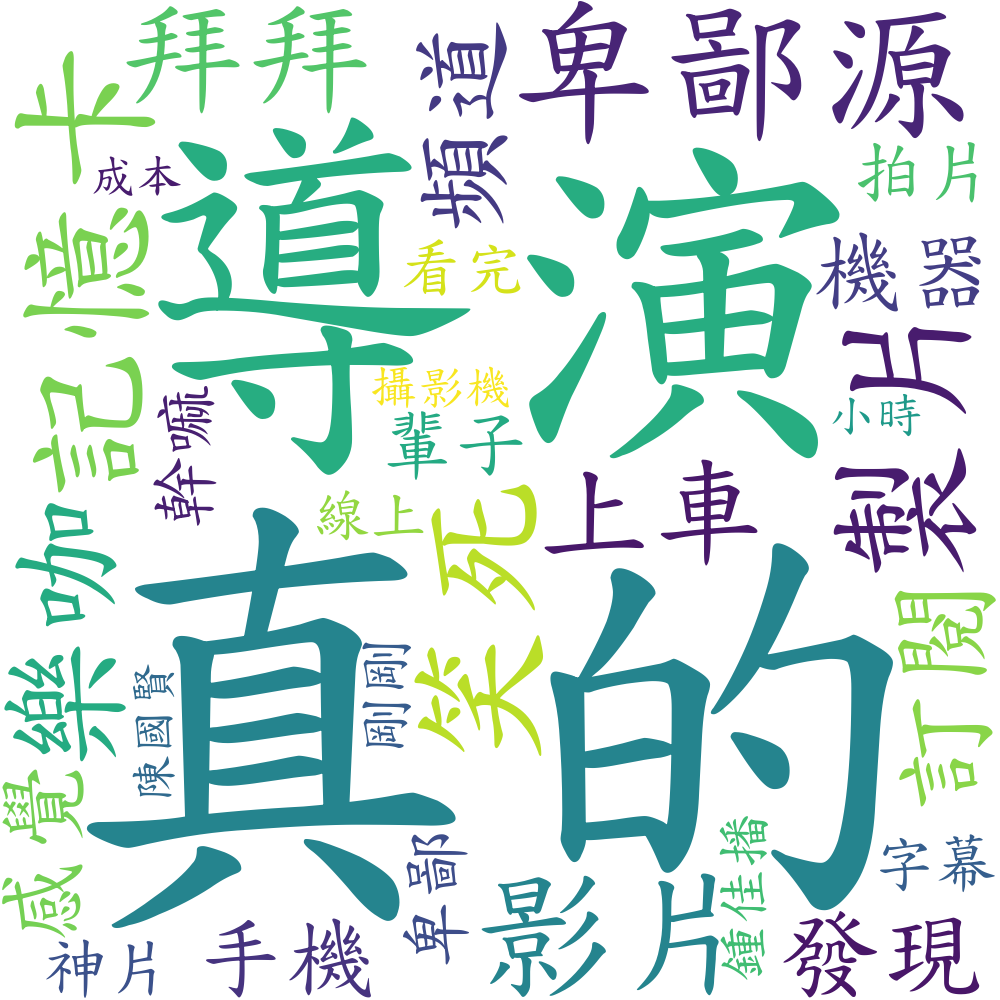 拜拜
頻道
卑鄙源
記憶卡
成本
導演
拍片
看完
機器
製片
攝影機
小時
幹嘛
輩子
線上
上車
笑死
樂咖
真的
訂閱
陳國賢
剛剛
感覺
卑鄙
鍾佳播
字幕
神片
手機
影片
發現